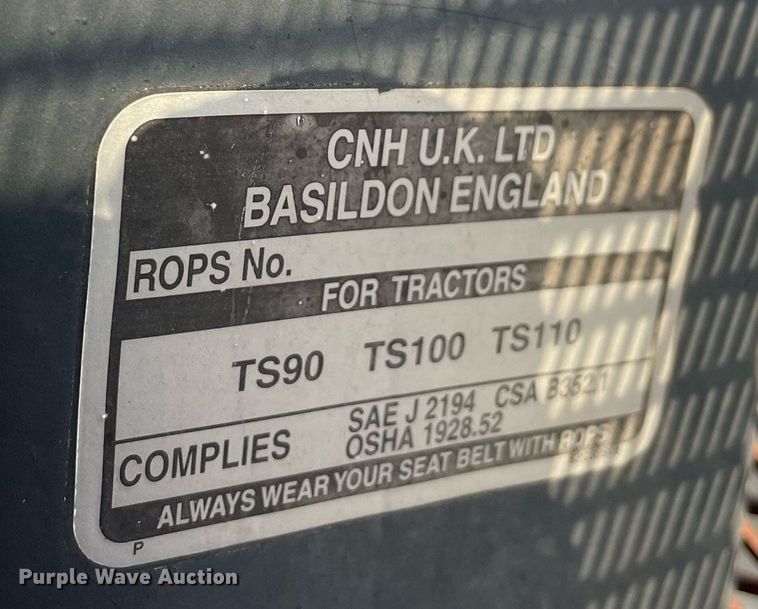 CNH U.K. LTD
BASILDON ENGLAND
ROPS No.
FOR TRACTORS
TS90 TS100 TS110
COMPLIES
SAE J 2194 CSA B352.1
OSHA 1928.52
ALWAYS WEAR YOUR SEAT BELT WITH ROPS
P
Purple Wave Auction